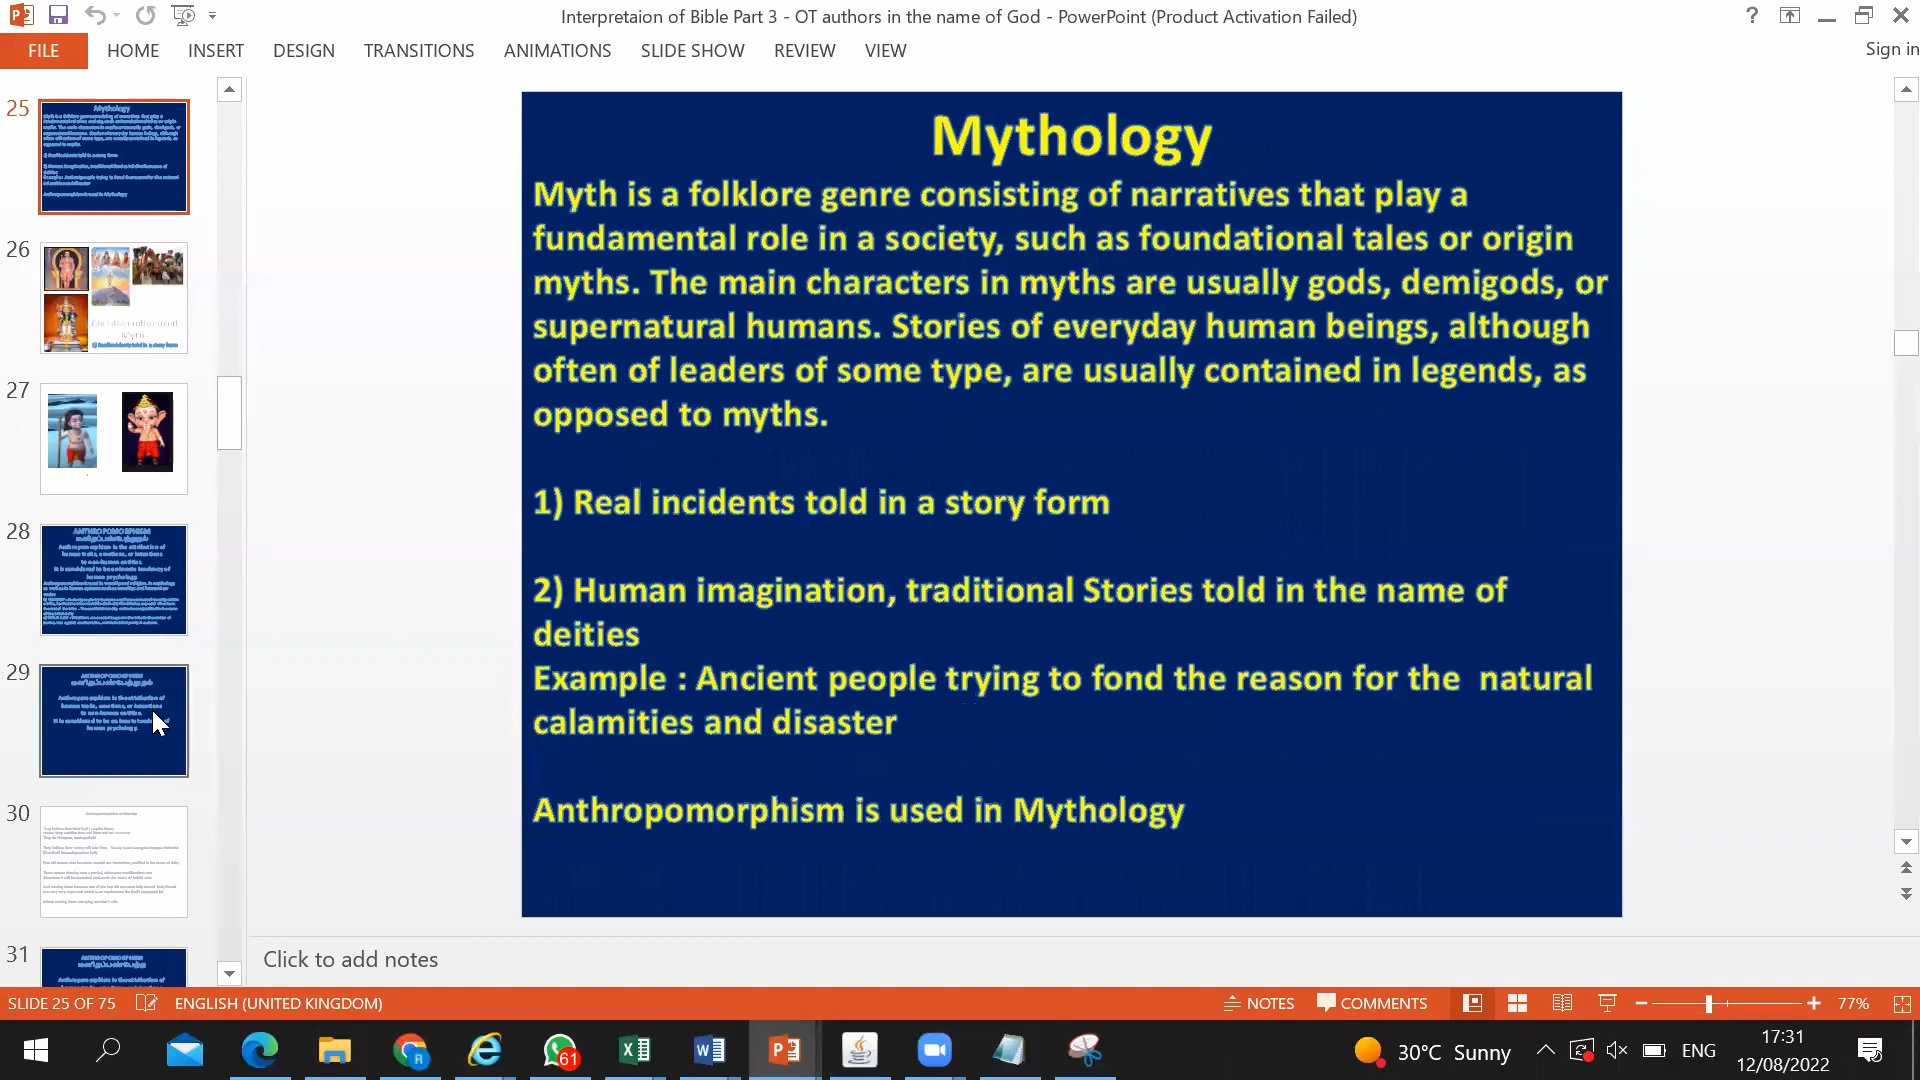 Interpretaion of Bible Part 3 - OT authors in the name of God - PowerPoint (Product Activation Failed)
FILE HOME INSERT DESIGN TRANSITIONS ANIMATIONS SLIDE SHOW REVIEW VIEW
Sign in
25
26
27
28
29
30
31
Mythology
Myth is a folklore genre consisting of narratives that play a
fundamental role in a society, such as foundational tales or origin
myths. The main characters in myths are usually gods, demigods, or
supernatural humans. Stories of everyday human beings, although
often of leaders of some type, are usually contained in legends, as
opposed to myths.
1) Real incidents told in a story form
2) Human imagination, traditional Stories told in the name of
deities
Example : Ancient people trying to fond the reason for the natural
calamities and disaster
Anthropomorphism is used in Mythology
Click to add notes
SLIDE 25 OF 75 ENGLISH (UNITED KINGDOM) NOTES COMMENTS 77%
61
30°C Sunny
ENG
17:31
12/08/2022